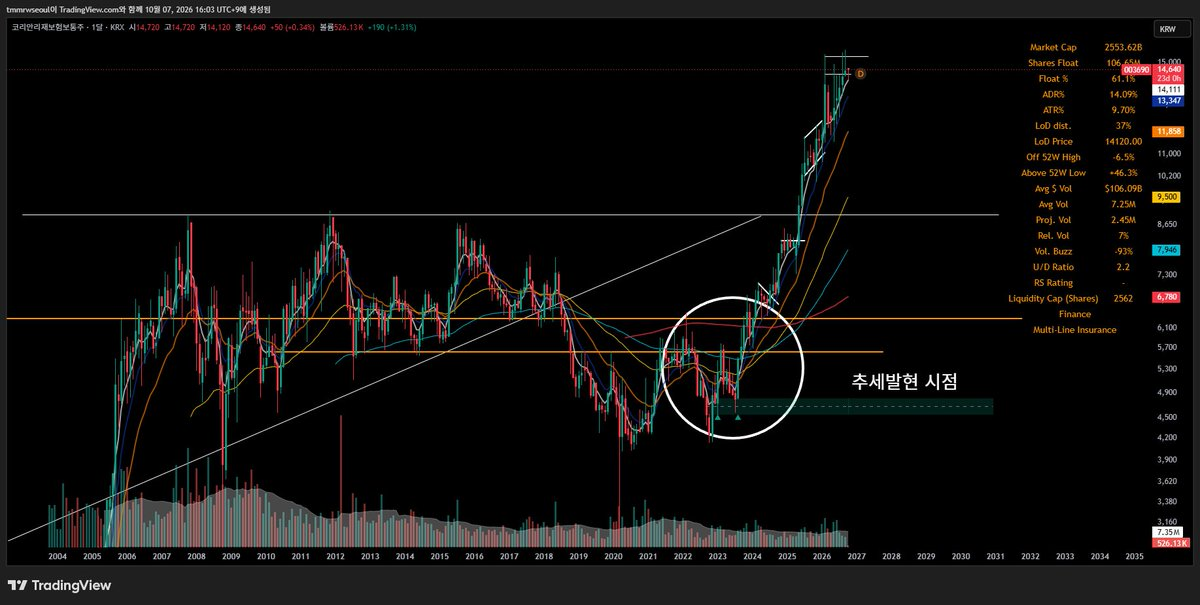 tmmrwseoul이 TradingView.com와 함께 10월 07, 2026 16:03 UTC+9에 생성됨
코리안리재보험보통주 · 1달 · KRX 시14,720 고14,720 저14,120 종14,640 +50 (+0.34%) 볼륨526.13K +190 (+1.31%)
KRW
Market Cap 2553.62B
Shares Float 106.65M
Float % 61.1%
ADR% 14.09%
ATR% 9.70%
LoD dist. 37%
LoD Price 14120.00
Off 52W High -6.5%
Above 52W Low +46.3%
Avg $ Vol $106.09B
Avg Vol 7.25M
Proj. Vol 2.45M
Rel. Vol 7%
Vol. Buzz -93%
U/D Ratio 2.2
RS Rating -
Liquidity Cap (Shares) 2562
Finance
Multi-Line Insurance
15,000
003690 14,640
23d 0h
14,111
13,347
11,858
11,000
10,200
9,500
8,650
7,946
7,300
6,780
6,100
5,700
5,300
4,900
4,500
4,200
3,900
3,620
3,380
3,160
7.35M
526.13K
D
추세발현 시점
2004 2005 2006 2007 2008 2009 2010 2011 2012 2013 2014 2015 2016 2017 2018 2019 2020 2021 2022 2023 2024 2025 2026 2027 2028 2029 2030 2031 2032 2033 2034 2035
TradingView